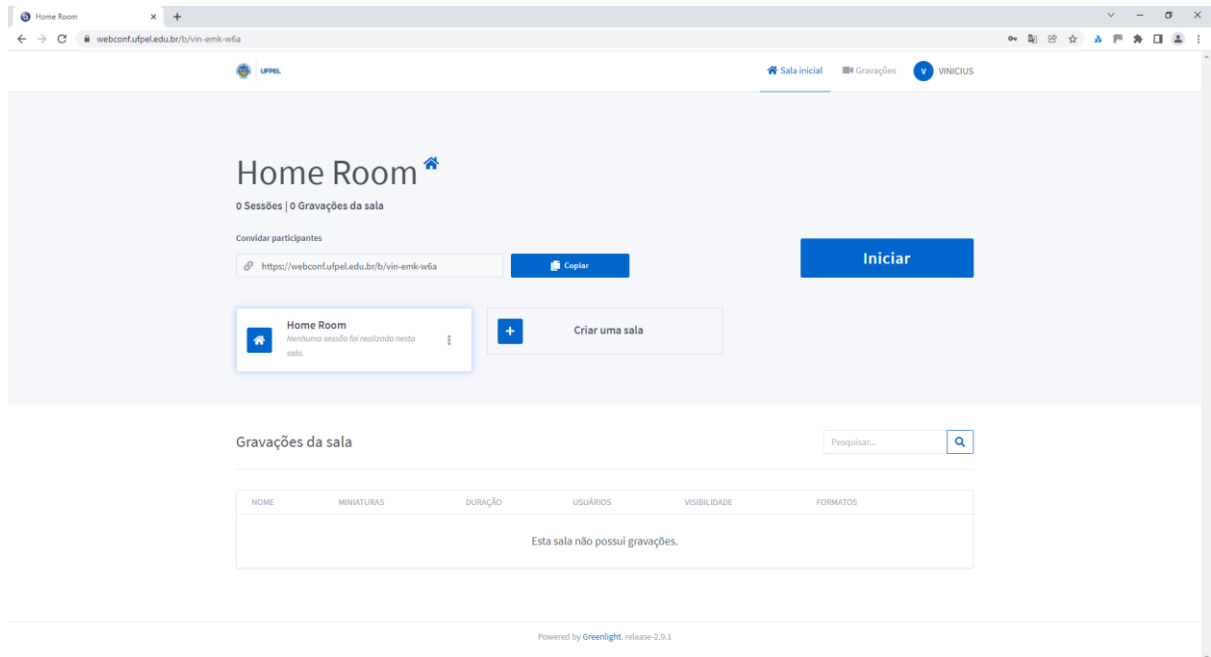 Home Room
webconf.ufpel.edu.br/b/vin-emk-w6a
UFPEL
Sala inicial
Gravações
V
VINICIUS
Home Room
0 Sessões | 0 Gravações da sala
Convidar participantes
https://webconf.ufpel.edu.br/b/vin-emk-w6a
Copiar
Iniciar
Home Room
Nenhuma sessão foi realizada nesta
sala.
Criar uma sala
Gravações da sala
Pesquisar...
NOME MINIATURAS DURAÇÃO USUÁRIOS VISIBILIDADE FORMATOS
Esta sala não possui gravações.
Powered by Greenlight. release-2.9.1